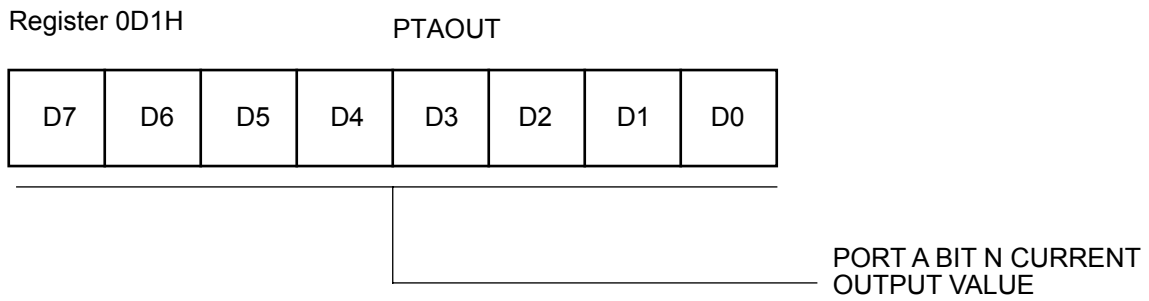 Register 0D1H
PTAOUT
D7 D6 D5 D4 D3 D2 D1 D0
PORT A BIT N CURRENT
OUTPUT VALUE